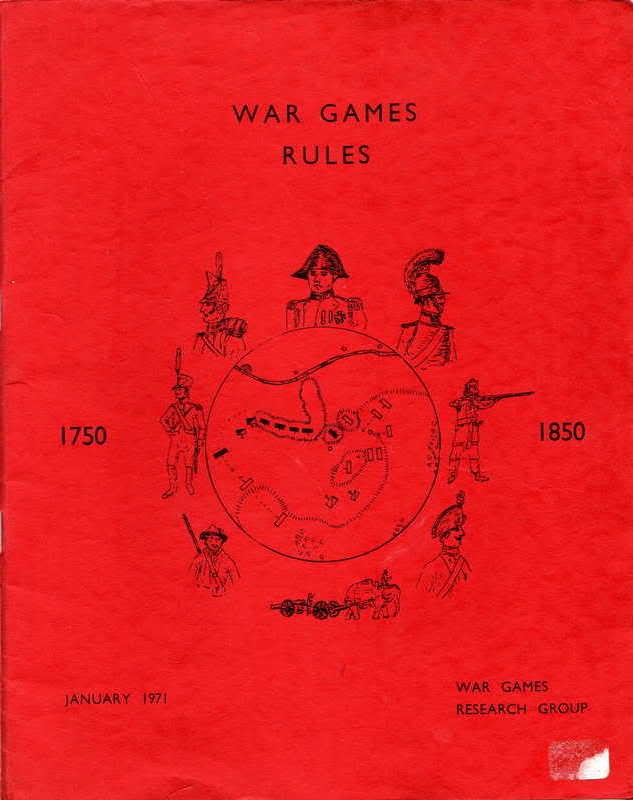 WAR GAMES
RULES
1750
1850
JANUARY 1971
WAR GAMES
RESEARCH GROUP